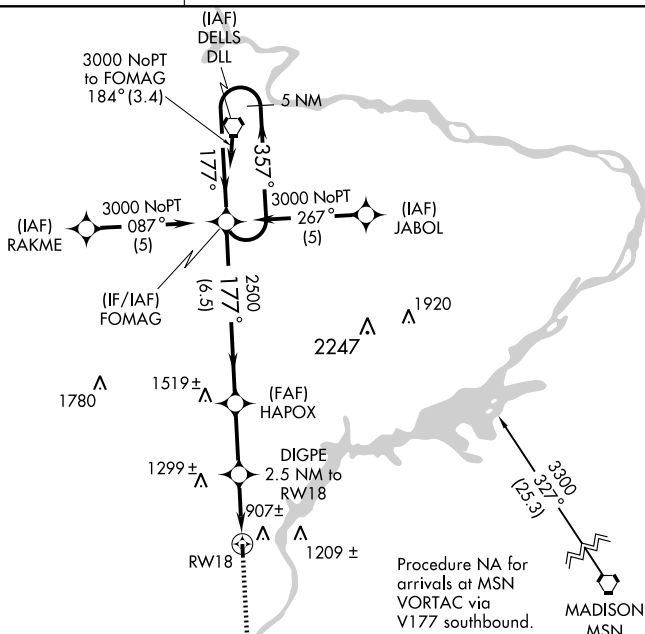 (IAF)
DELLS
DLL
3000 NoPT
to FOMAG
184° (3.4)
5 NM
177°
357°
3000 NoPT
087°
(5)
(IAF)
RAKME
3000 NoPT
267°
(5)
(IAF)
JABOL
(IF/IAF)
FOMAG
2500
177°
(6.5)
1920
2247
1780
1519 ±
(FAF)
HAPOX
DIGPE
2.5 NM to
RW18
1299 ±
907±
1209 ±
RW18
3300
327°
(25.3)
Procedure NA for
arrivals at MSN
VORTAC via
V177 southbound.
MADISON
MSN